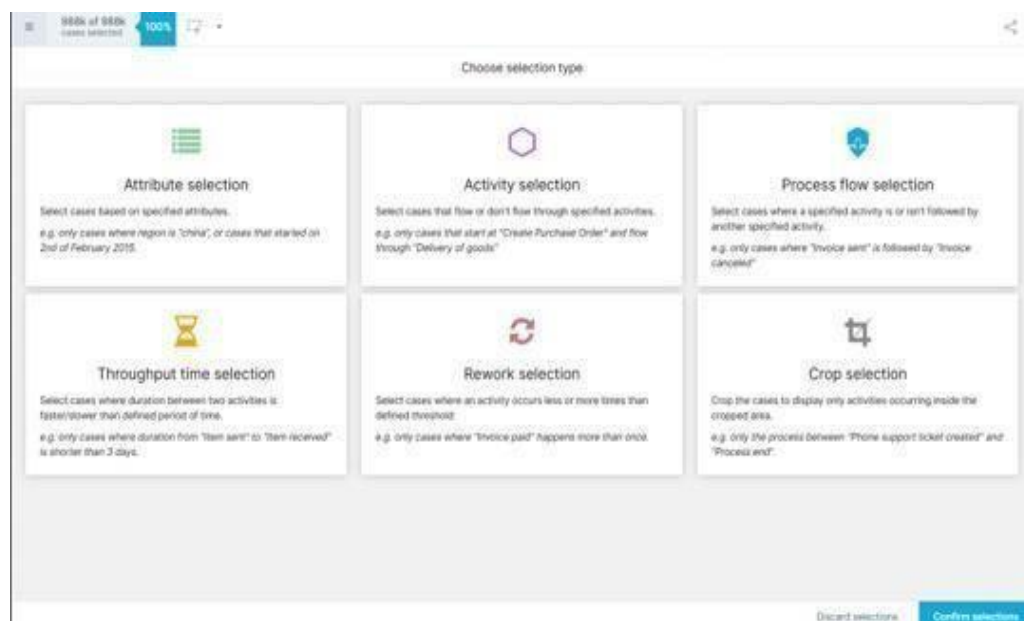 988k of 988k
cases selected
100%
Choose selection type
Attribute selection
Select cases based on specified attributes.
e.g. only cases where region is "china", or cases that started on
2nd of February 2015.
Activity selection
Select cases that flow or don't flow through specified activities.
e.g. only cases that start at "Create Purchase Order" and flow
through "Delivery of goods"
Process flow selection
Select cases where a specified activity is or isn't followed by
another specified activity.
e.g. only cases where "Invoice sent" is followed by "Invoice
canceled"
Throughput time selection
Select cases where duration between two activities is
faster/slower than defined period of time.
e.g. only cases where duration from "Item sent" to "Item received"
is shorter than 3 days.
Rework selection
Select cases where an activity occurs less or more times than
defined threshold.
e.g. only cases where "Invoice paid" happens more than once.
Crop selection
Crop the cases to display only activities occurring inside the
cropped area.
e.g. only the process between "Phone support ticket created" and
"Process end".
Discard selections
Confirm selections